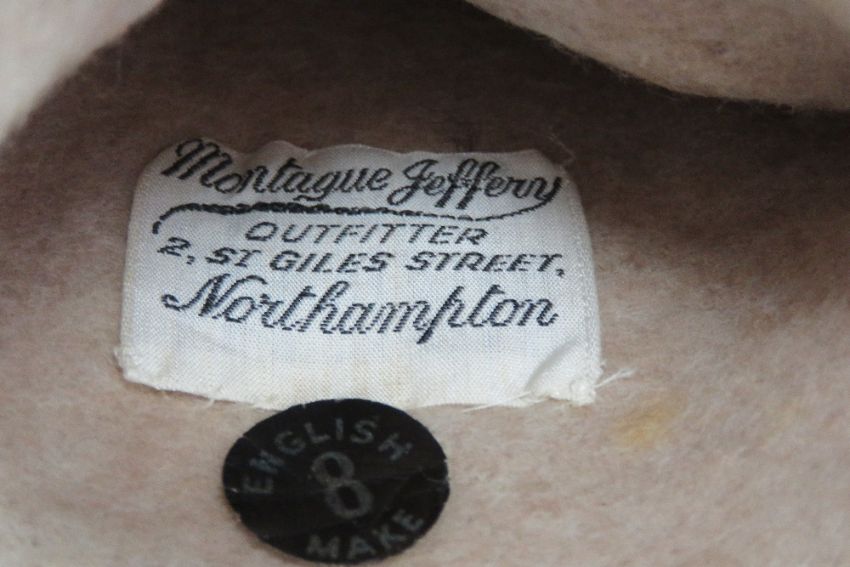 Montague Jeffery
OUTFITTER
2, ST GILES STREET,
Northampton
ENGLISH
8
MAKE